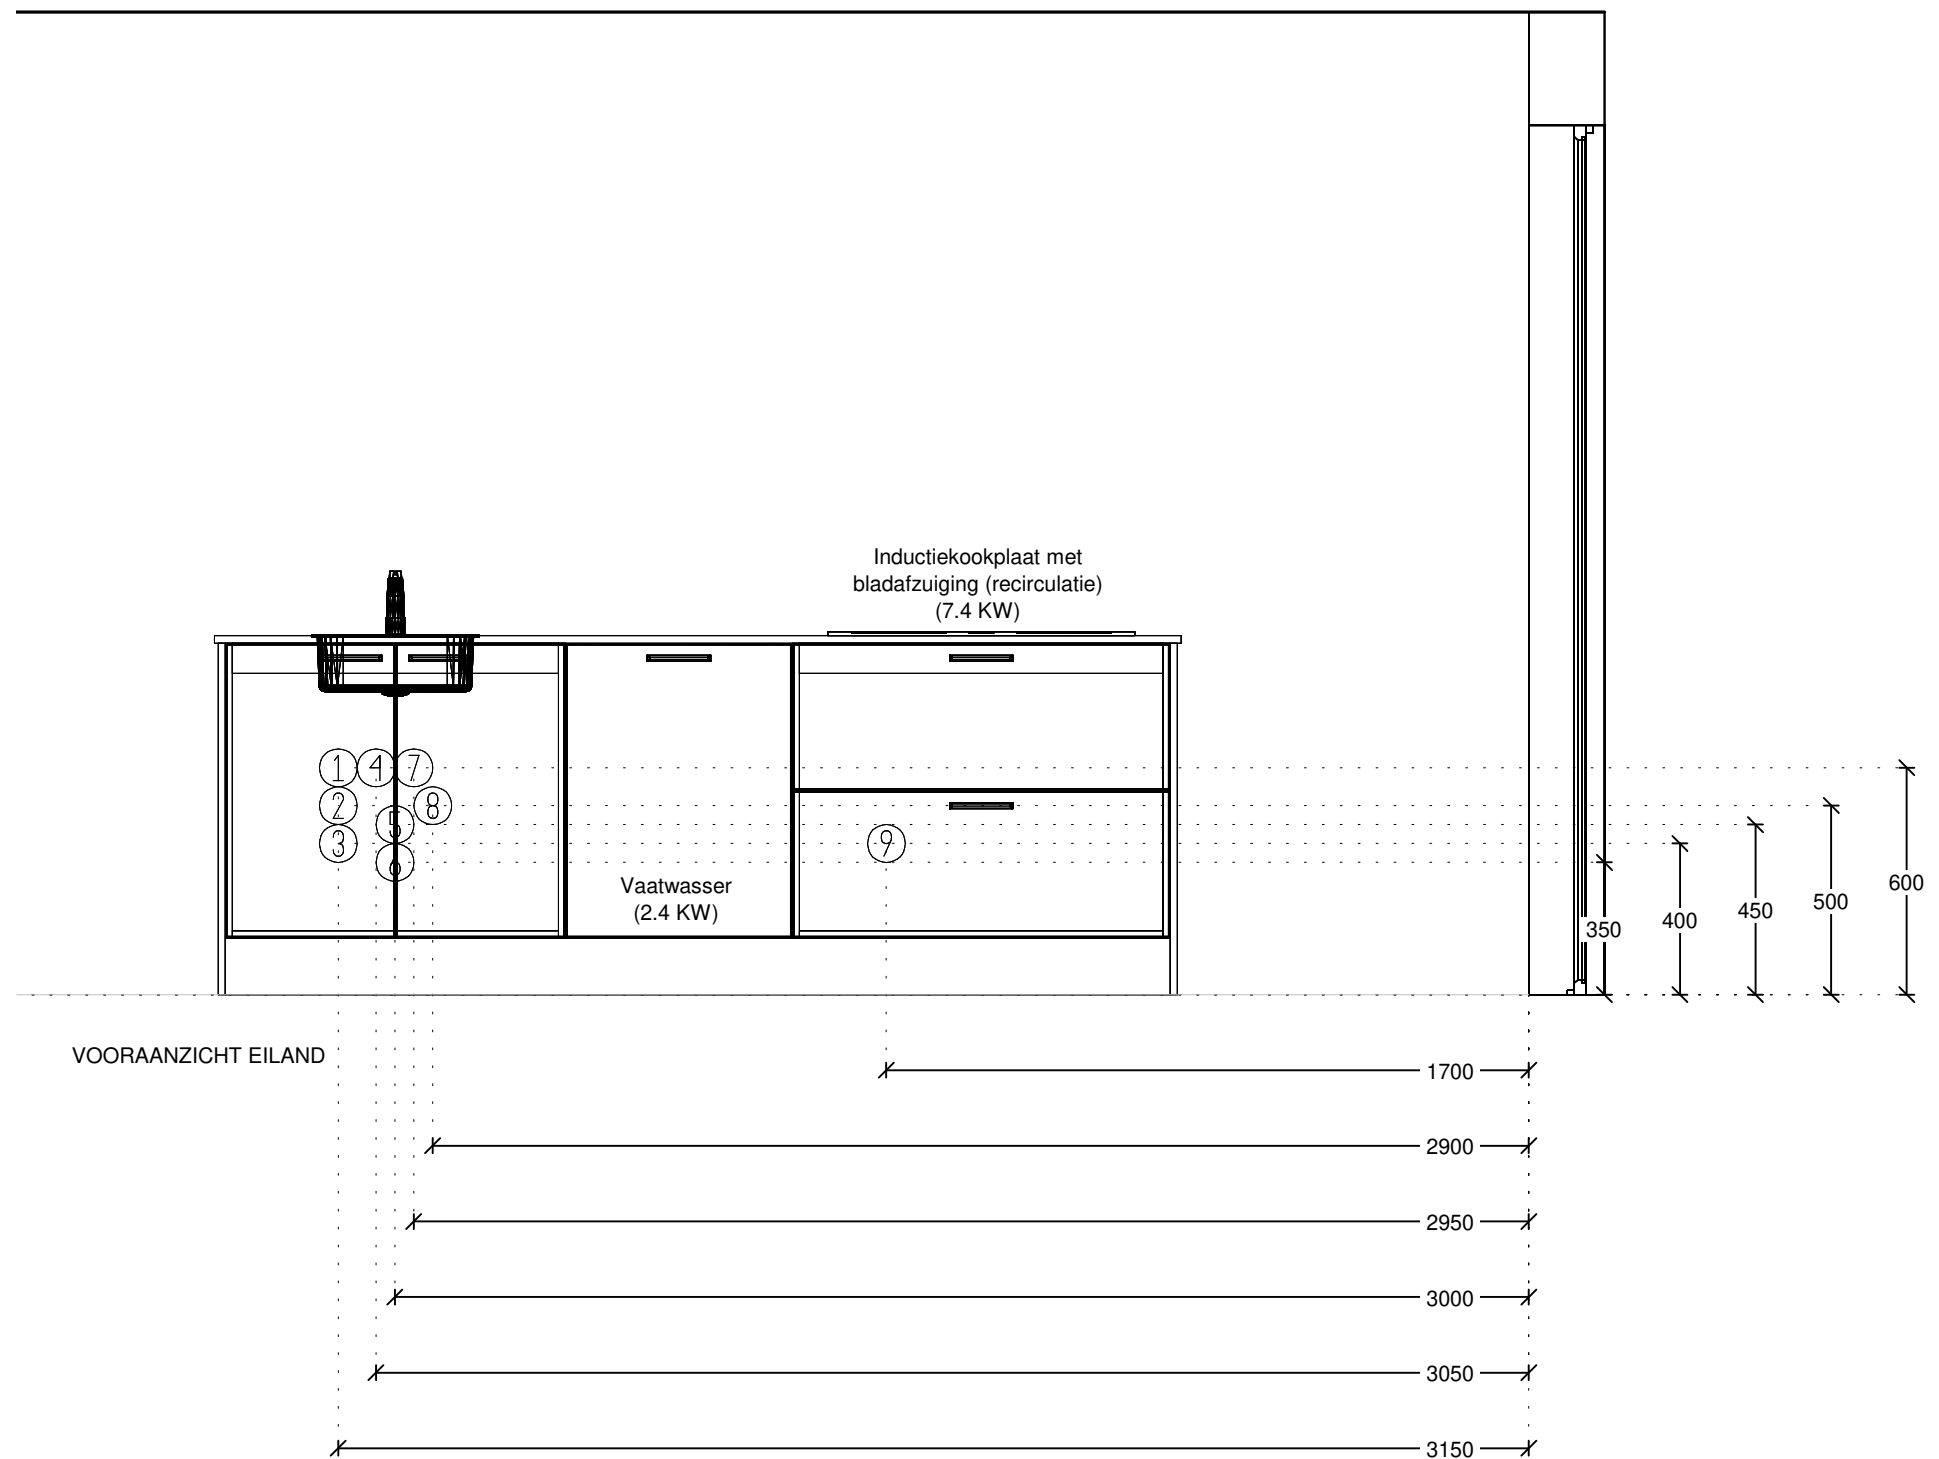 Inductiekookplaat met
bladafzuiging (recirculatie)
(7.4 KW)
1 4 7
2 8
5
3 9
6
Vaatwasser
(2.4 KW)
600
500
450
400
350
VOORAANZICHT EILAND
1700
2900
2950
3000
3050
3150